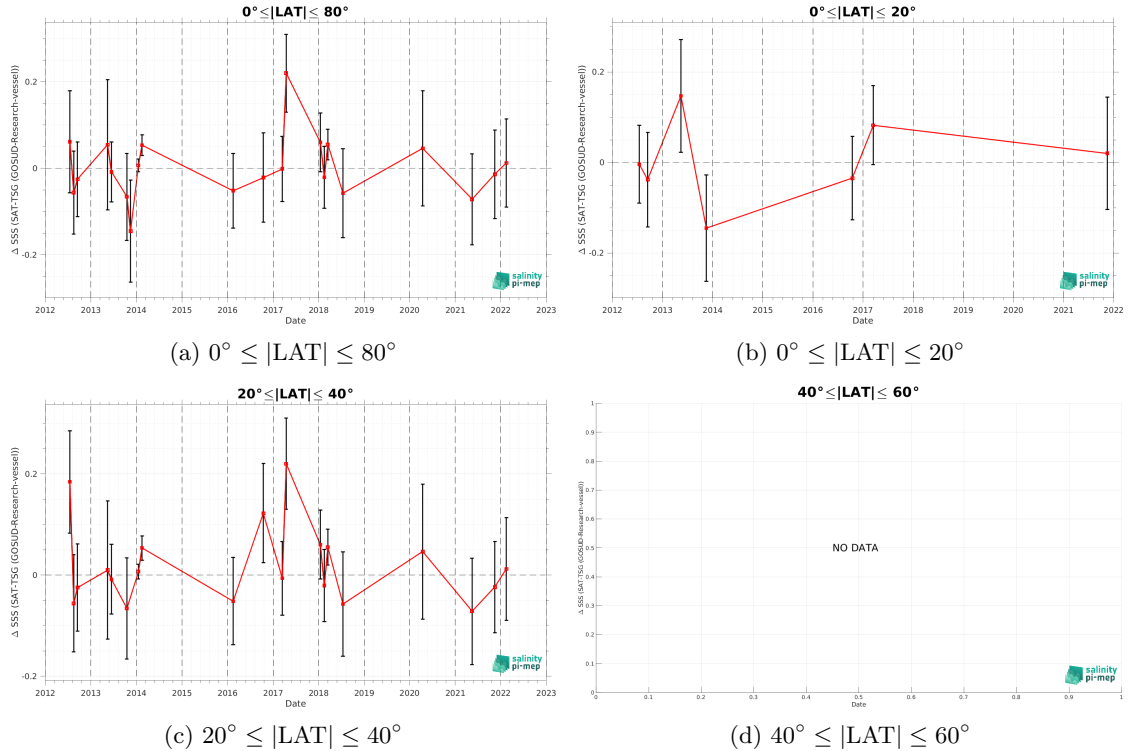 0°≤|LAT|≤ 80°
Δ SSS (SAT-TSG (GOSUD-Research-vessel))
0.2
0
-0.2
2012 2013 2014 2015 2016 2017 2018 2019 2020 2021 2022 2023
Date
salinity
pi-mep
(a) 0° ≤ |LAT| ≤ 80°
0°≤|LAT|≤ 20°
Δ SSS (SAT-TSG (GOSUD-Research-vessel))
0.2
0
-0.2
2012 2013 2014 2015 2016 2017 2018 2019 2020 2021 2022
Date
salinity
pi-mep
(b) 0° ≤ |LAT| ≤ 20°
20°≤|LAT|≤ 40°
Δ SSS (SAT-TSG (GOSUD-Research-vessel))
0.2
0
-0.2
2012 2013 2014 2015 2016 2017 2018 2019 2020 2021 2022 2023
Date
salinity
pi-mep
(c) 20° ≤ |LAT| ≤ 40°
40°≤|LAT|≤ 60°
Δ SSS (SAT-TSG (GOSUD-Research-vessel))
1
0.9
0.8
0.7
0.6
0.5
0.4
0.3
0.2
0.1
0
NO DATA
0 0.1 0.2 0.3 0.4 0.5 0.6 0.7 0.8 0.9 1
Date
salinity
pi-mep
(d) 40° ≤ |LAT| ≤ 60°